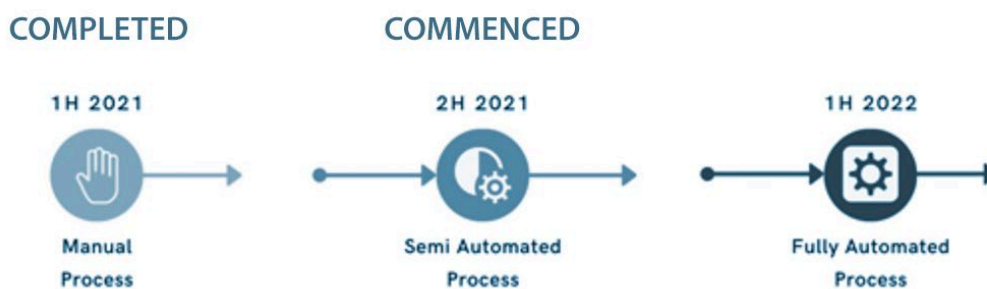 COMPLETED
COMMENCED
1H 2021
2H 2021
1H 2022
Manual
Process
Semi Automated
Process
Fully Automated
Process